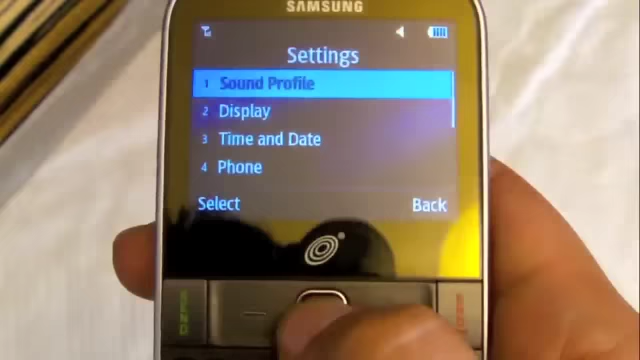 SAMSUNG
Settings
1 Sound Profile
2 Display
3 Time and Date
4 Phone
Select Back